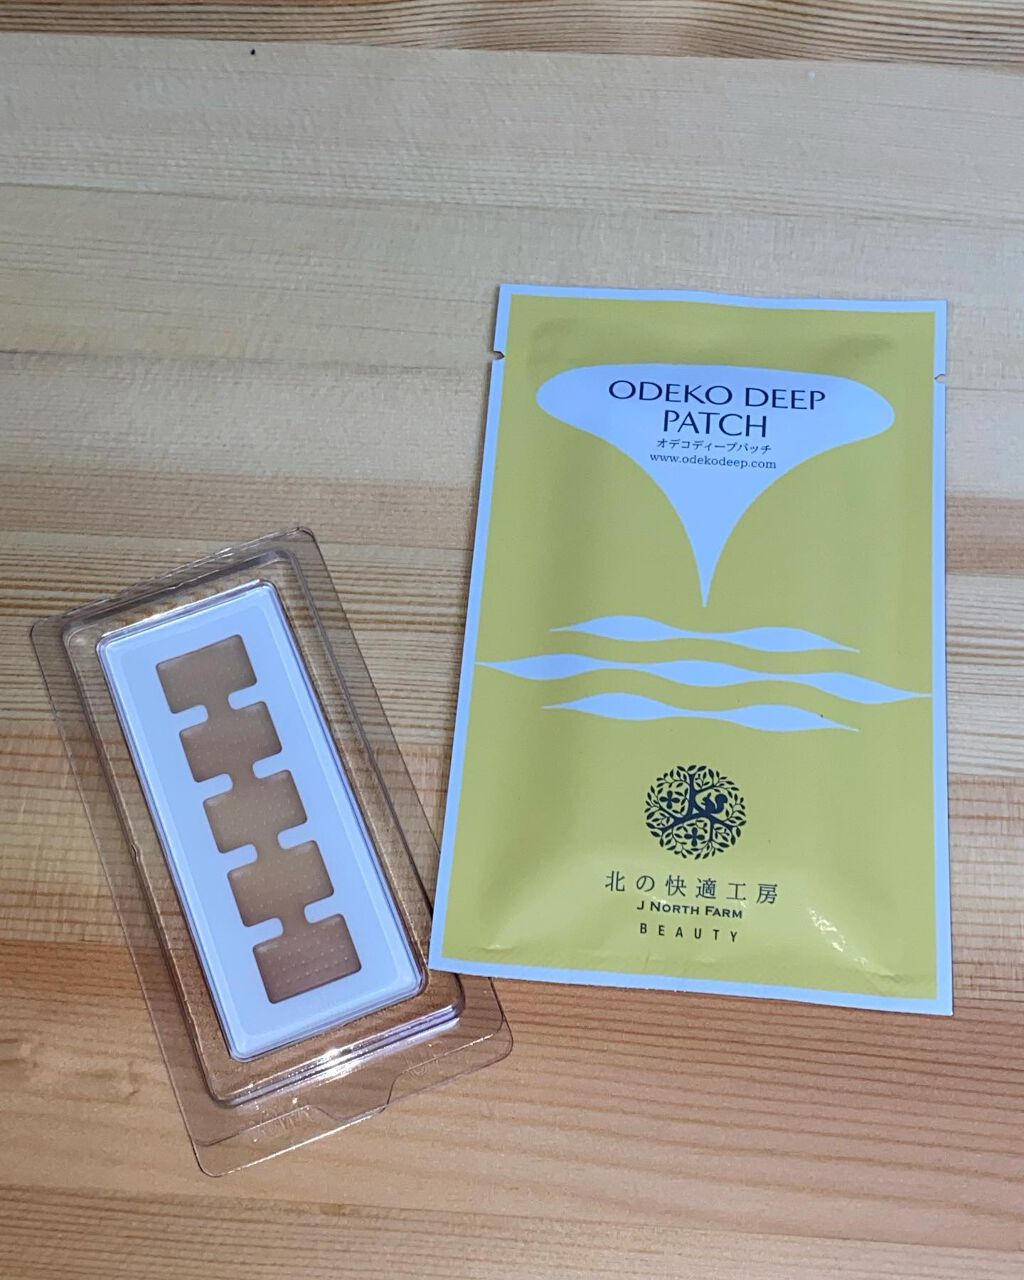 ODEKO DEEP
PATCH
オデコディープパッチ
www.odekodeep.com
北の快適工房
J NORTH FARM
BEAUTY